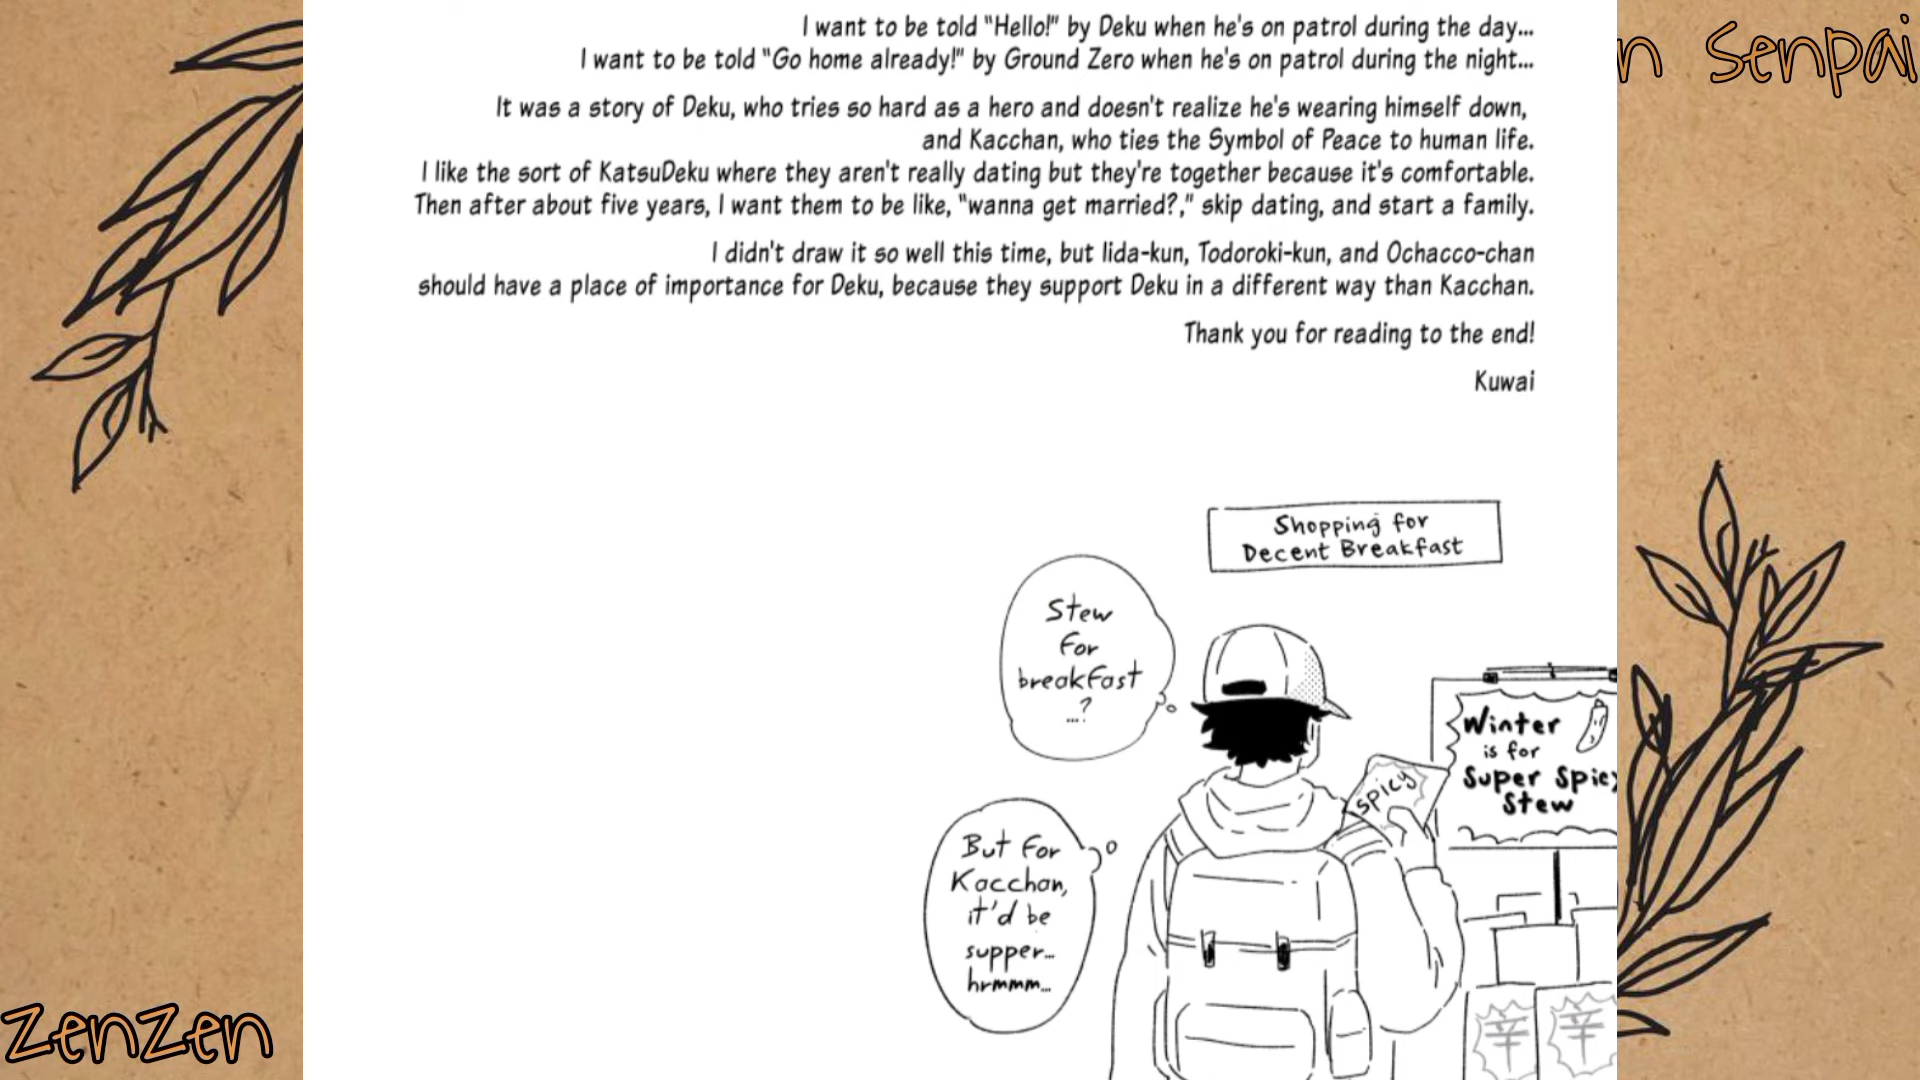 I want to be told "Hello!" by Deku when he's on patrol during the day...
I want to be told "Go home already!" by Ground Zero when he's on patrol during the night...
It was a story of Deku, who tries so hard as a hero and doesn't realize he's wearing himself down,
and Kacchan, who ties the Symbol of Peace to human life.
I like the sort of KatsuDeku where they aren't really dating but they're together because it's comfortable.
Then after about five years, I want them to be like, "wanna get married?," skip dating, and start a family.
I didn't draw it so well this time, but Iida-kun, Todoroki-kun, and Ochacco-chan
should have a place of importance for Deku, because they support Deku in a different way than Kacchan.
Thank you for reading to the end!
Kuwai
n Senpai
Shopping for
Decent Breakfast
Stew
for
breakfast
...?
Winter
is for
Super Spicy
Stew
spicy
But for
Kacchan,
it'd be
supper...
hrmmm...
辛
辛
ZenZen